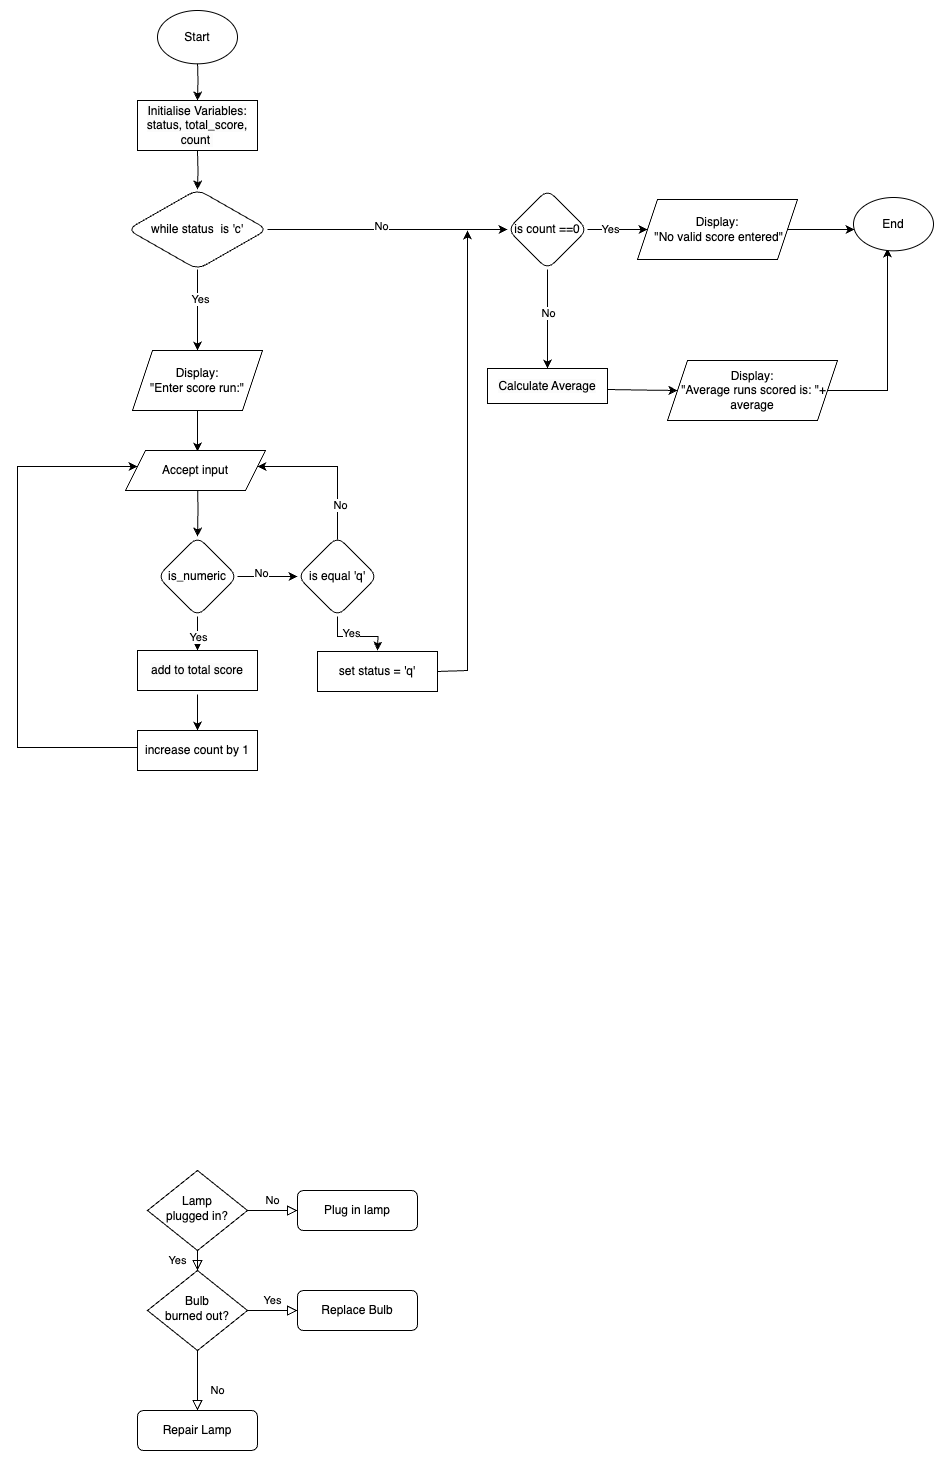 Start
Initialise Variables:
status, total_score,
count
while status  is 'c'
No
is count ==0
Yes
Display:
"No valid score entered"
End
Yes
No
Display:
"Enter score run:"
Calculate Average
Display:
"Average runs scored is: "+
average
Accept input
No
is_numeric
No
is equal 'q'
Yes
Yes
add to total score
set status = 'q'
increase count by 1
Lamp
plugged in?
No
Plug in lamp
Yes
Bulb
burned out?
Yes
Replace Bulb
No
Repair Lamp